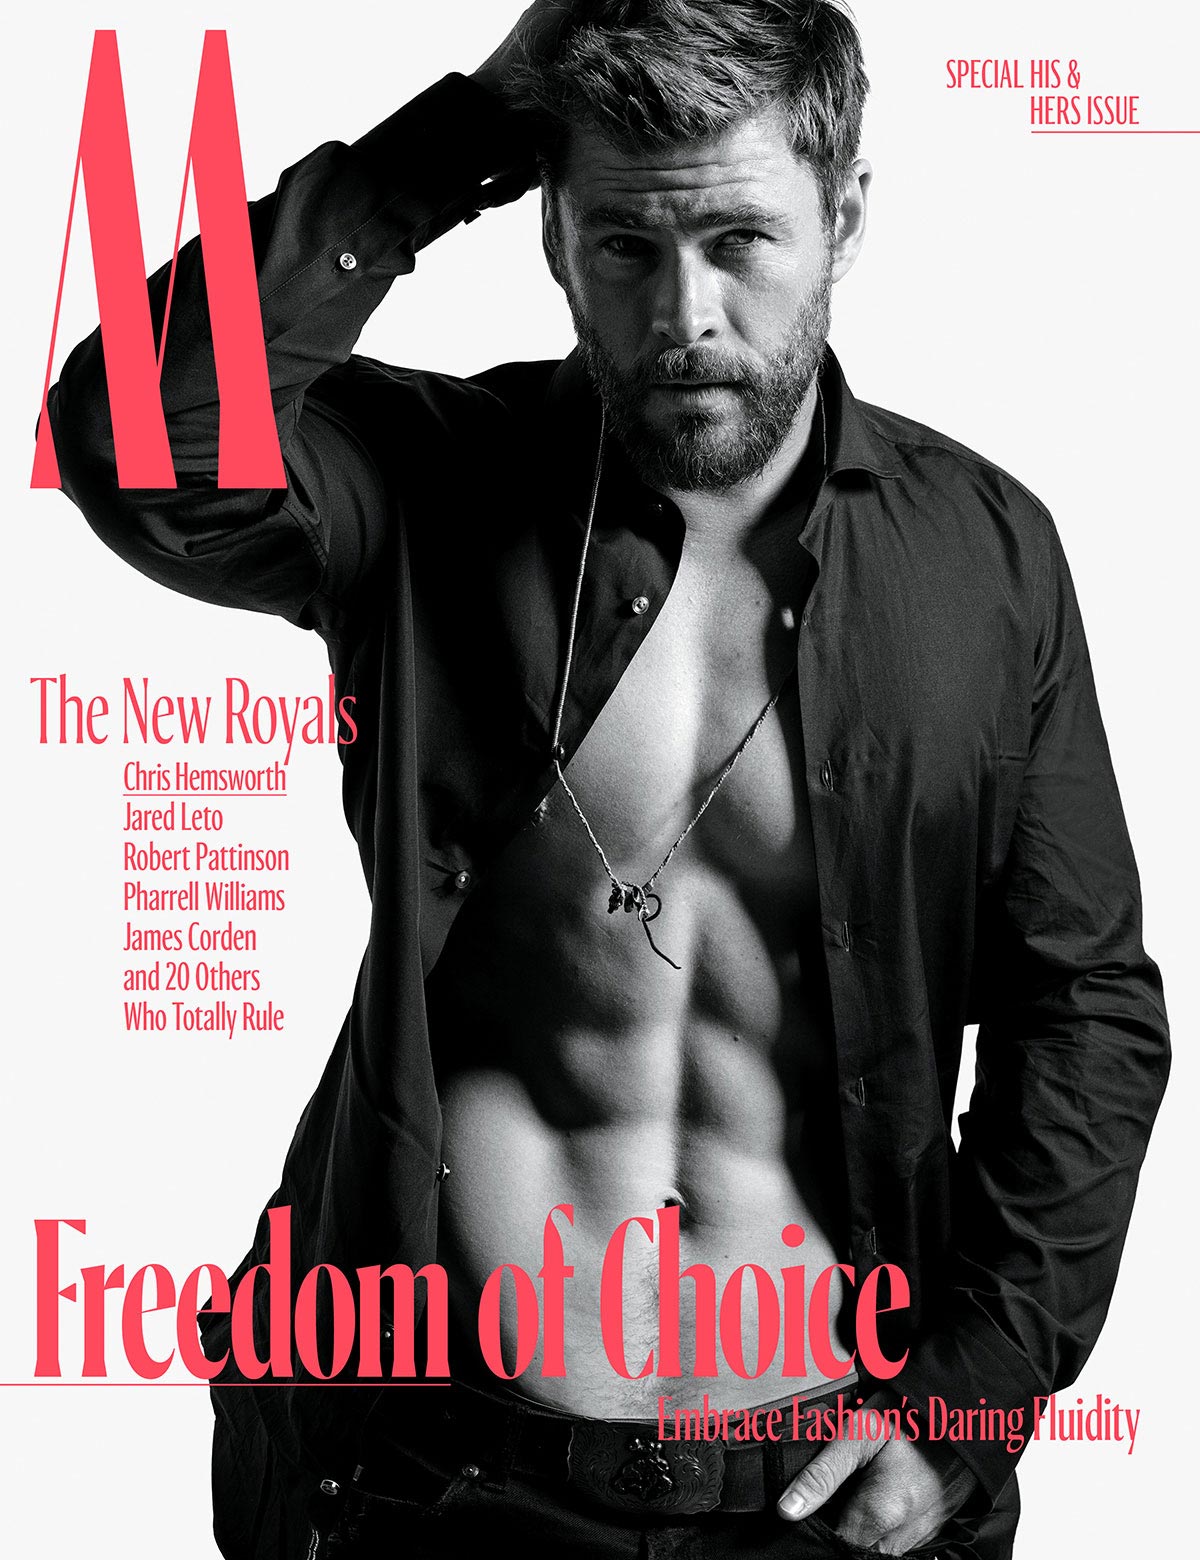 W
SPECIAL HIS &
HERS ISSUE
The New Royals
Chris Hemsworth
Jared Leto
Robert Pattinson
Pharrell Williams
James Corden
and 20 Others
Who Totally Rule
Freedom of Choice
Embrace Fashion's Daring Fluidity